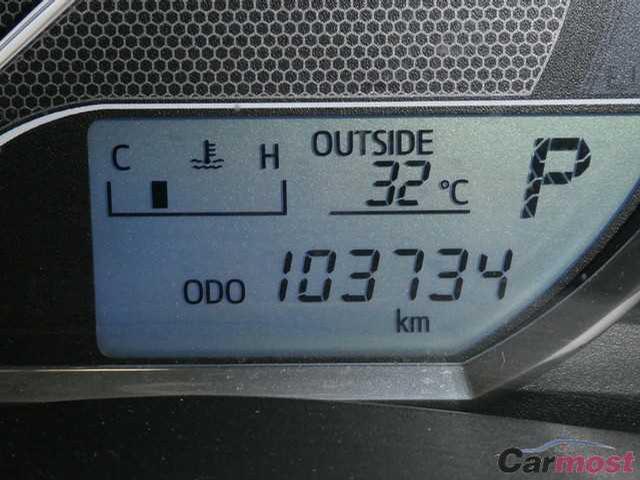 OUTSIDE
C H 32 °C P
ODO 103734
km
Carmost